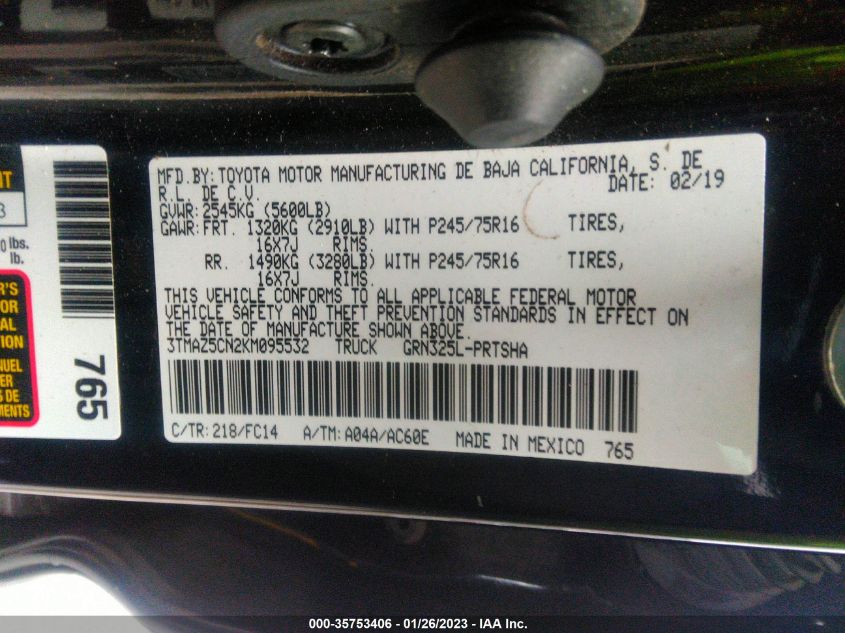 MFD.BY: TOYOTA MOTOR MANUFACTURING DE BAJA CALIFORNIA, S. DE
R.L. DE C.V. DATE: 02/19
GVWR: 2545KG (5600LB)
GAWR: FRT. 1320KG (2910LB) WITH P245/75R16 TIRES,
16X7J RIMS.
RR. 1490KG (3280LB) WITH P245/75R16 TIRES,
16X7J RIMS.
THIS VEHICLE CONFORMS TO ALL APPLICABLE FEDERAL MOTOR
VEHICLE SAFETY AND THEFT PREVENTION STANDARDS IN EFFECT ON
THE DATE OF MANUFACTURE SHOWN ABOVE.
3TMAZ5CN2KM095532 TRUCK GRN325L-PRTSHA
C/TR: 218/FC14 A/TM: A04A/AC60E MADE IN MEXICO 765
lbs.
lb.
765
DE
000-35753406 - 01/26/2023 - IAA Inc.